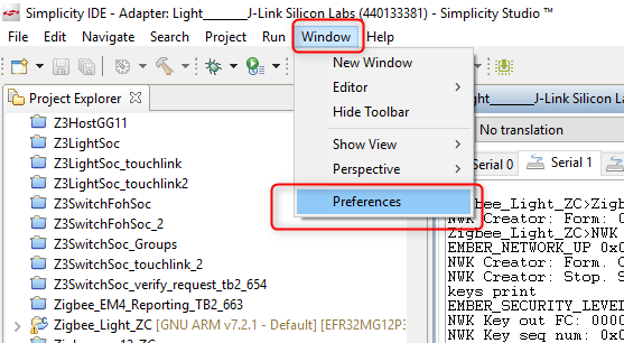 Simplicity IDE - Adapter: Light_______J-Link Silicon Labs (440133381) - Simplicity Studio ™
File Edit Navigate Search Project Run Window Help
New Window
Editor
Hide Toolbar
Show View
Perspective
Preferences
Project Explorer
Z3HostGG11
Z3LightSoc
Z3LightSoc_touchlink
Z3LightSoc_touchlink2
Z3SwitchFohSoc
Z3SwitchFohSoc_2
Z3SwitchSoc_Groups
Z3SwitchSoc_touchlink_2
Z3SwitchSoc_verify_request_tb2_654
Zigbee_EM4_Reporting_TB2_663
Zigbee_Light_ZC [GNU ARM v7.2.1 - Default] [EFR32MG12P3
ght_______J-Link Silicon La
No translation
Serial 0 Serial 1
bee_Light_ZC>Zigb
NWK Creator: Form: 0
Zigbee_Light_ZC>NWK
EMBER_NETWORK_UP 0x0
NWK Creator: Form. C
NWK Creator: Stop. S
keys print
EMBER_SECURITY_LEVEL
NWK Key out FC: 0000
NWK Key seq num: 0x0